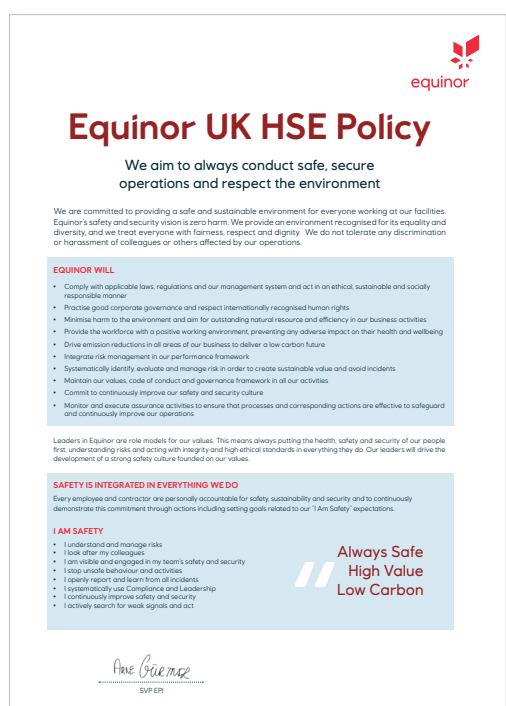 equinor
Equinor UK HSE Policy
We aim to always conduct safe, secure
operations and respect the environment
We are committed to providing a safe and sustainable environment for everyone working at our facilities.
Equinor's safety and security vision is zero harm. We provide an environment recognised for its equality and
diversity, and we treat everyone with fairness, respect and dignity. We do not tolerate any discrimination
or harassment of colleagues or others affected by our operations.
EQUINOR WILL
• Comply with applicable laws, regulations and our management system and act in an ethical, sustainable and socially
responsible manner
• Practise good corporate governance and respect internationally recognised human rights
• Minimise harm to the environment and aim for outstanding natural resource and efficiency in our business activities
• Provide the workforce with a positive working environment, preventing any adverse impact on their health and wellbeing
• Drive emission reductions in all areas of our business to deliver a low carbon future
• Integrate risk management in our performance framework
• Systematically identify, evaluate and manage risk in order to create sustainable value and avoid incidents
• Maintain our values, code of conduct and governance framework in all our activities
• Commit to continuously improve our safety and security culture
• Monitor and execute assurance activities to ensure that processes and corresponding actions are effective to safeguard
and continuously improve our operations
Leaders in Equinor are role models for our values. This means always putting the health, safety and security of our people
first, understanding risks and acting with integrity and high ethical standards in everything they do. Our leaders will drive the
development of a strong safety culture founded on our values.
SAFETY IS INTEGRATED IN EVERYTHING WE DO
Every employee and contractor are personally accountable for safety, sustainability and security and to continuously
demonstrate this commitment through actions including setting goals related to our "I Am Safety" expectations.
I AM SAFETY
• I understand and manage risks
• I look after my colleagues
• I am visible and engaged in my team's safety and security
• I stop unsafe behaviour and activities
• I openly report and learn from all incidents
• I systematically use Compliance and Leadership
• I continuously improve safety and security
• I actively search for weak signals and act
Always Safe
High Value
Low Carbon
ARNE GÜRMOZ
SVP EPI